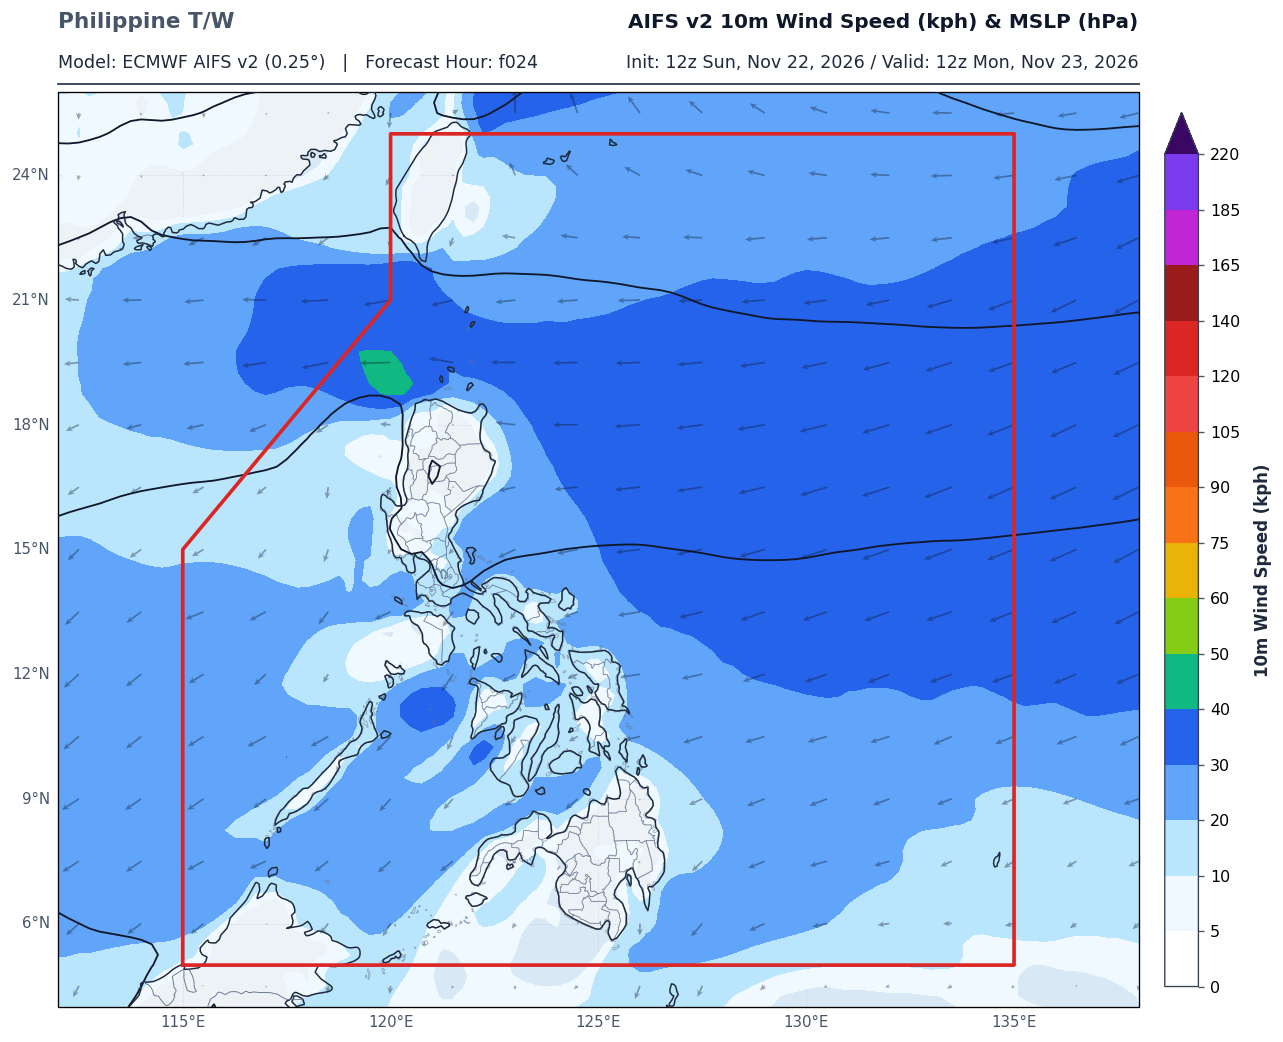 Philippine T/W
AIFS v2 10m Wind Speed (kph) & MSLP (hPa)
Model: ECMWF AIFS v2 (0.25°) | Forecast Hour: f024
Init: 12z Sun, Nov 22, 2026 / Valid: 12z Mon, Nov 23, 2026
24°N
21°N
18°N
15°N
12°N
9°N
6°N
115°E
120°E
125°E
130°E
135°E
220
185
165
140
120
105
90
75
60
50
40
30
20
10
5
0
10m Wind Speed (kph)